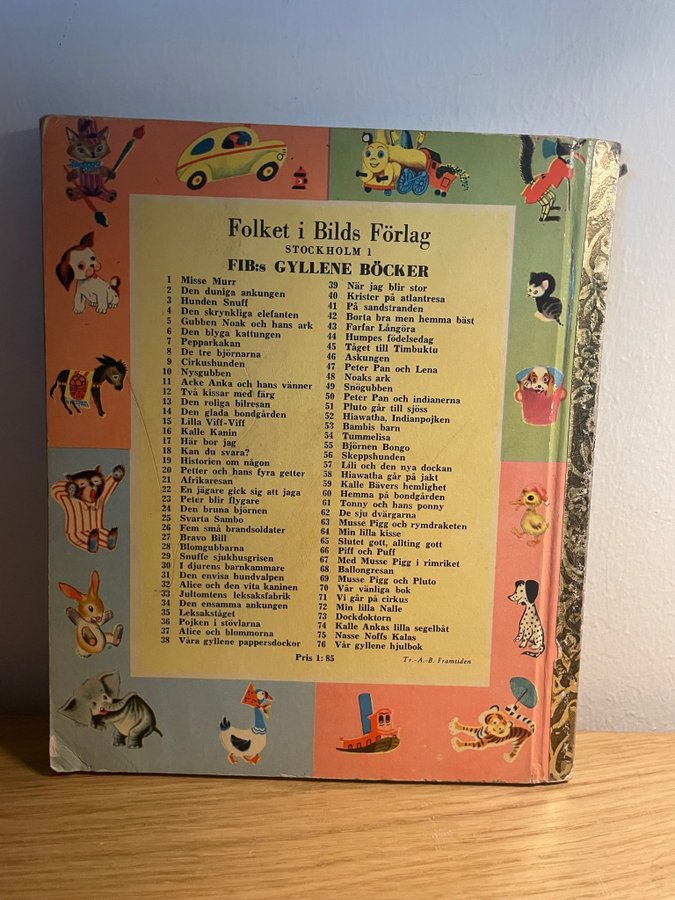 Folket i Bilds Förlag
STOCKHOLM 1
FIB:s GYLLENE BÖCKER
1 Misse Murr
2 Den duniga ankungen
3 Hunden Snuff
4 Den skrynkliga elefanten
5 Gubben Noak och hans ark
6 Den blyga kattungen
7 Pepparkakan
8 De tre björnarna
9 Cirkushunden
10 Nysgubben
11 Acke Anka och hans vänner
12 Två kissar med färg
13 Den roliga bilresan
14 Den glada bondgården
15 Lilla Viff-Viff
16 Kalle Kanin
17 Här bor jag
18 Kan du svara?
19 Historien om någon
20 Petter och hans fyra getter
21 Afrikaresan
22 En jägare gick sig att jaga
23 Peter blir flygare
24 Den bruna björnen
25 Svarta Sambo
26 Fem små brandsoldater
27 Bravo Bill
28 Blomgubbarna
29 Snuffe sjukhusgrisen
30 I djurens barnkammare
31 Den envisa hundvalpen
32 Alice och den vita kaninen
33 Jultomtens leksaksfabrik
34 Den ensamma ankungen
35 Leksakståget
36 Pojken i stövlarna
37 Alice och blommorna
38 Våra gyllene pappersdockor
39 När jag blir stor
40 Krister på atlantresa
41 På sandstranden
42 Borta bra men hemma bäst
43 Farfar Långöra
44 Humpes födelsedag
45 Tåget till Timbuktu
46 Askungen
47 Peter Pan och Lena
48 Noaks ark
49 Snögubben
50 Peter Pan och indianerna
51 Pluto går till sjöss
52 Hiawatha, Indianpojken
53 Bambis barn
54 Tummelisa
55 Björnen Bongo
56 Skeppshunden
57 Lili och den nya dockan
58 Hiawatha går på jakt
59 Kalle Bävers hemlighet
60 Hemma på bondgården
61 Tonny och hans ponny
62 De sju dvärgarna
63 Musse Pigg och rymdraketen
64 Min lilla kisse
65 Slutet gott, allting gott
66 Piff och Puff
67 Med Musse Pigg i rimriket
68 Ballongresan
69 Musse Pigg och Pluto
70 Vår vänliga bok
71 Vi går på cirkus
72 Min lilla Nalle
73 Dockdoktorn
74 Kalle Ankas lilla segelbåt
75 Nasse Noffs Kalas
76 Vår gyllene hjulbok
Pris 1:85
Tr.-A.-B. Framtiden